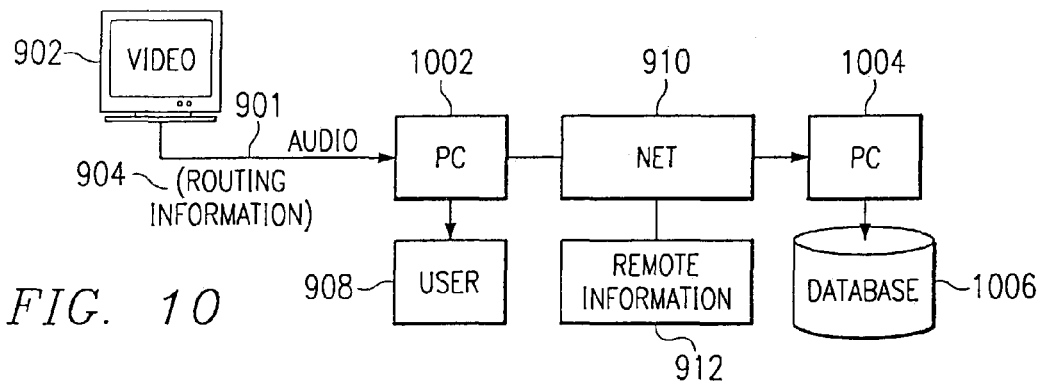 902
VIDEO
901
AUDIO
904
(ROUTING
INFORMATION)
1002
PC
910
NET
1004
PC
908
USER
REMOTE
INFORMATION
912
DATABASE
1006
FIG. 10